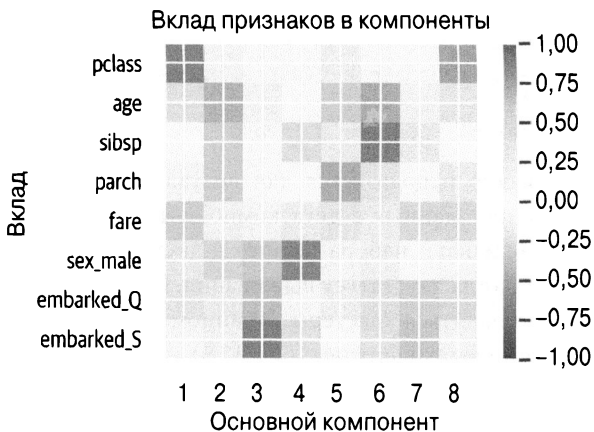 Вклад признаков в компоненты
Вклад
pclass
age
sibsp
parch
fare
sex_male
embarked_Q
embarked_S
1 2 3 4 5 6 7 8
Основной компонент
1,00
0,75
0,50
0,25
0,00
−0,25
−0,50
−0,75
−1,00